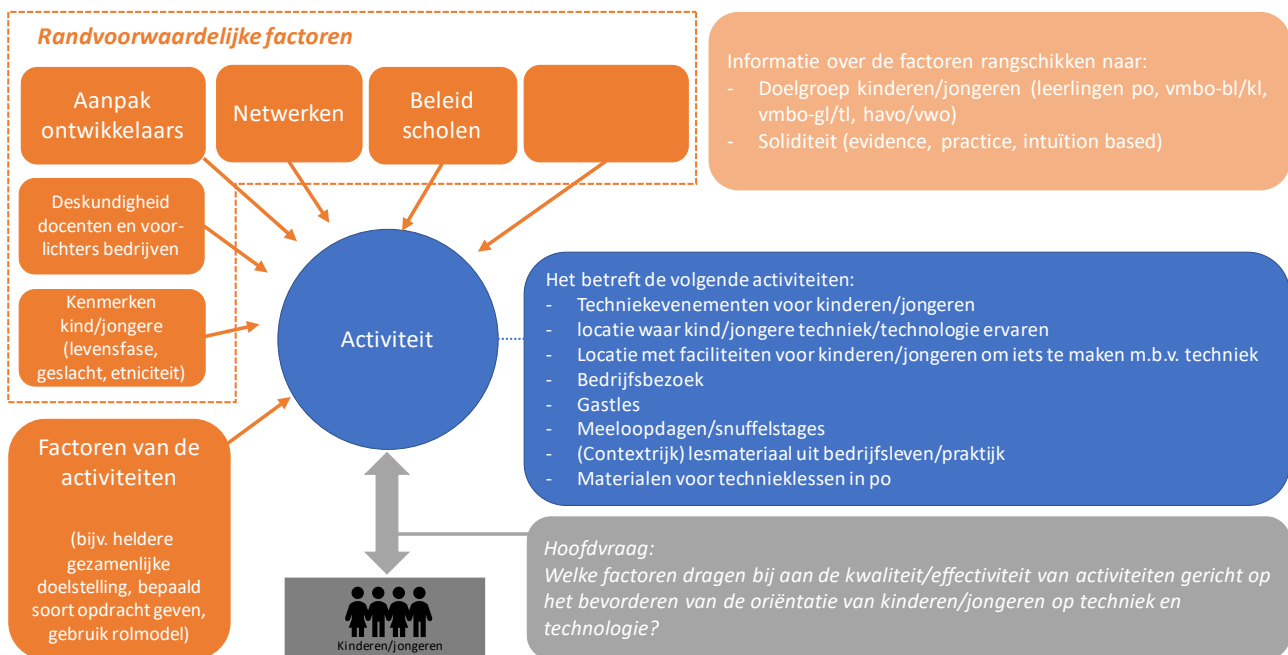 Randvoorwaardelijke factoren
Aanpak
ontwikkelaars
Netwerken
Beleid
scholen
Deskundigheid
docenten en voor-
lichters bedrijven
Kenmerken
kind/jongere
(levensfase,
geslacht, etniciteit)
Factoren van de
activiteiten
(bijv. heldere
gezamenlijke
doelstelling, bepaald
soort opdracht geven,
gebruik rolmodel)
Activiteit
Kinderen/jongeren
Informatie over de factoren rangschikken naar:
- Doelgroep kinderen/jongeren (leerlingen po, vmbo-bl/kl,
vmbo-gl/tl, havo/vwo)
- Soliditeit (evidence, practice, intuïtion based)
Het betreft de volgende activiteiten:
- Techniekevenementen voor kinderen/jongeren
- locatie waar kind/jongere techniek/technologie ervaren
- Locatie met faciliteiten voor kinderen/jongeren om iets te maken m.b.v. techniek
- Bedrijfsbezoek
- Gastles
- Meeloopdagen/snuffelstages
- (Contextrijk) lesmateriaal uit bedrijfsleven/praktijk
- Materialen voor technieklessen in po
Hoofdvraag:
Welke factoren dragen bij aan de kwaliteit/effectiviteit van activiteiten gericht op
het bevorderen van de oriëntatie van kinderen/jongeren op techniek en
technologie?